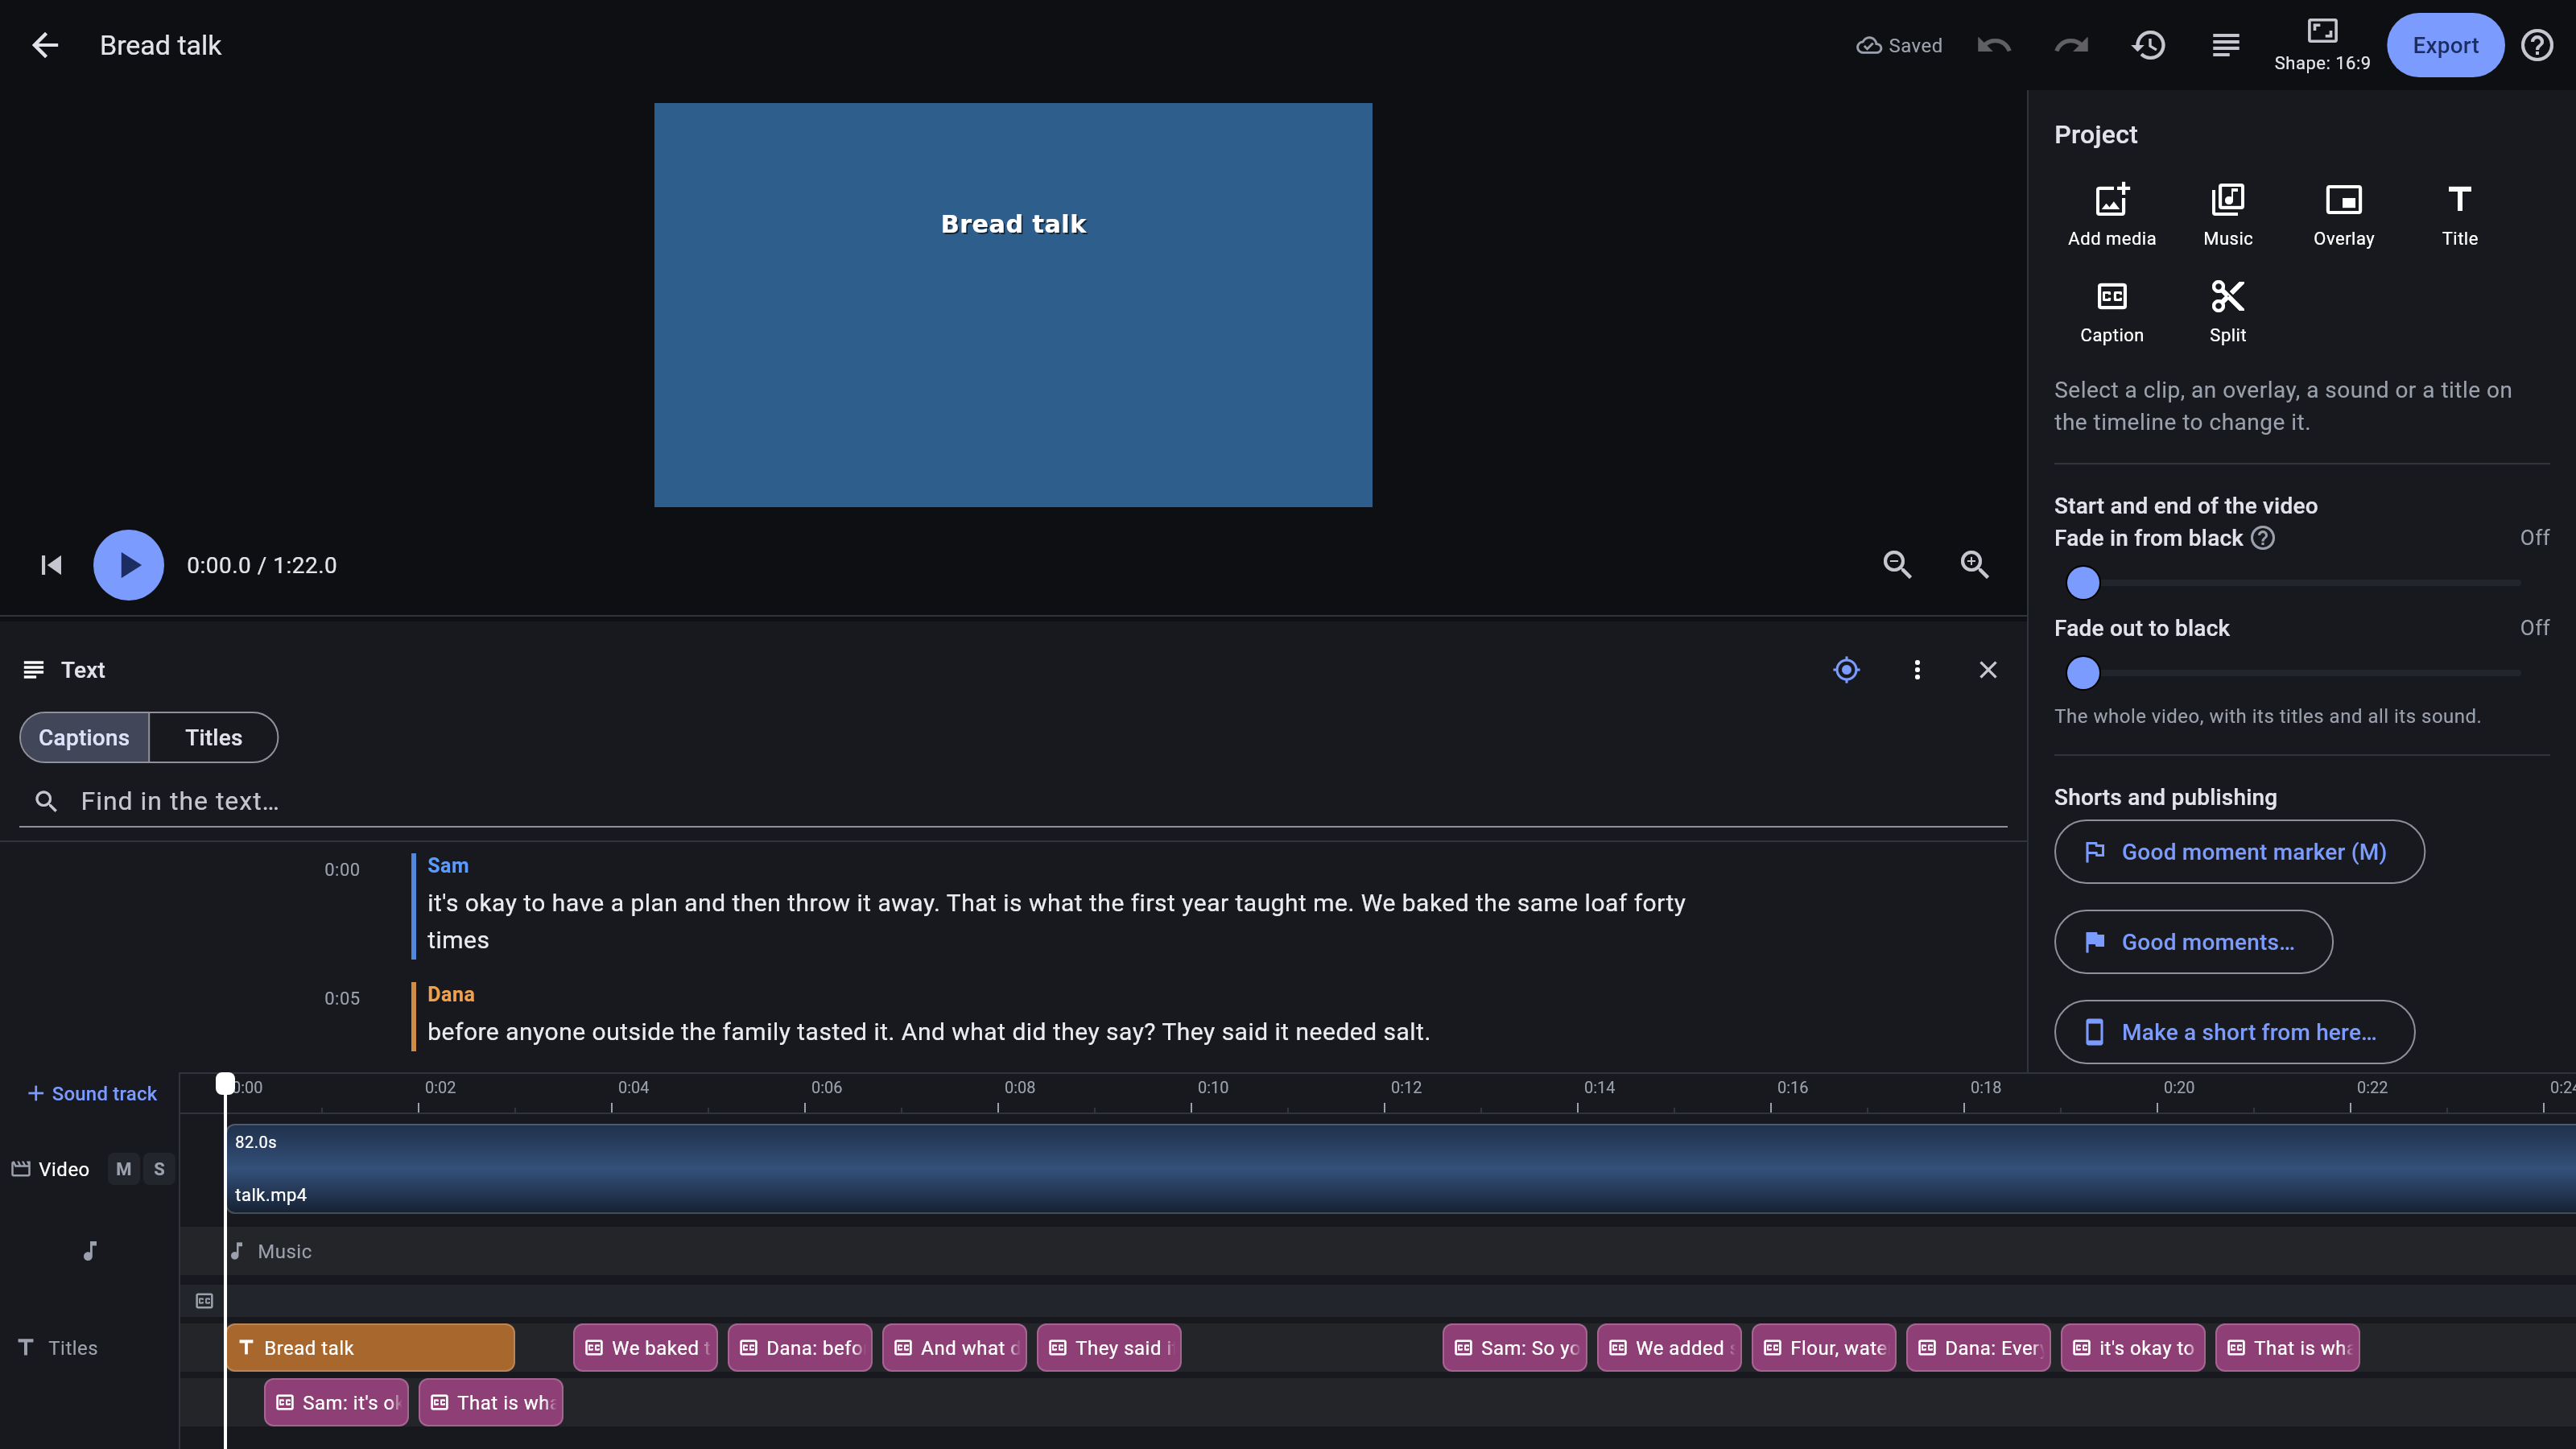 Bread talk
Saved
Shape: 16:9
Export
Bread talk
0:00.0 / 1:22.0
Project
Add media
Music
Overlay
Title
Caption
Split
Select a clip, an overlay, a sound or a title on
the timeline to change it.
Start and end of the video
Fade in from black
Off
Fade out to black
Off
The whole video, with its titles and all its sound.
Shorts and publishing
Good moment marker (M)
Good moments…
Make a short from here…
Text
Captions
Titles
Find in the text…
0:00
Sam
it's okay to have a plan and then throw it away. That is what the first year taught me. We baked the same loaf forty
times
0:05
Dana
before anyone outside the family tasted it. And what did they say? They said it needed salt.
+ Sound track
0:00 0:02 0:04 0:06 0:08 0:10 0:12 0:14 0:16 0:18 0:20 0:22
Video M S
82.0s
talk.mp4
Music
Titles
Bread talk
We baked
Dana: befo
And what
They said
Sam: So yo
We added
Flour, wate
Dana: Ever
it's okay to
That is wha
Sam: it's ok
That is wha